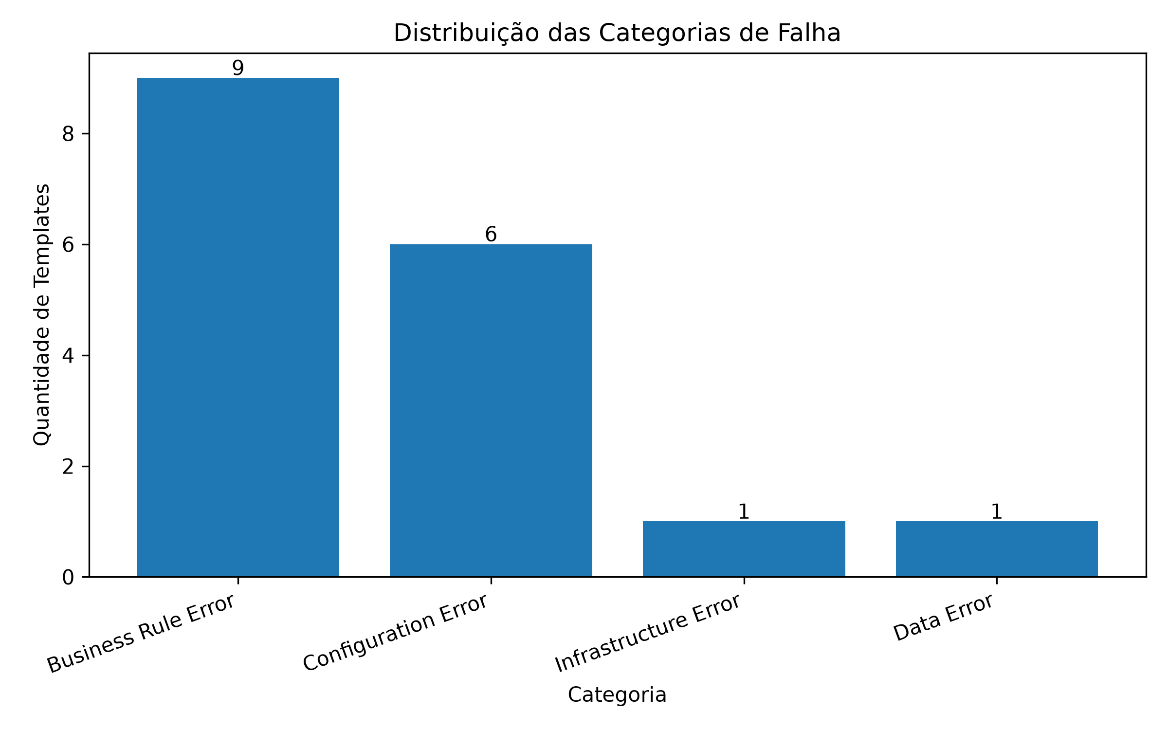 Distribuição das Categorias de Falha
9
6
1
1
8
6
4
2
0
Quantidade de Templates
Business Rule Error
Configuration Error
Infrastructure Error
Data Error
Categoria